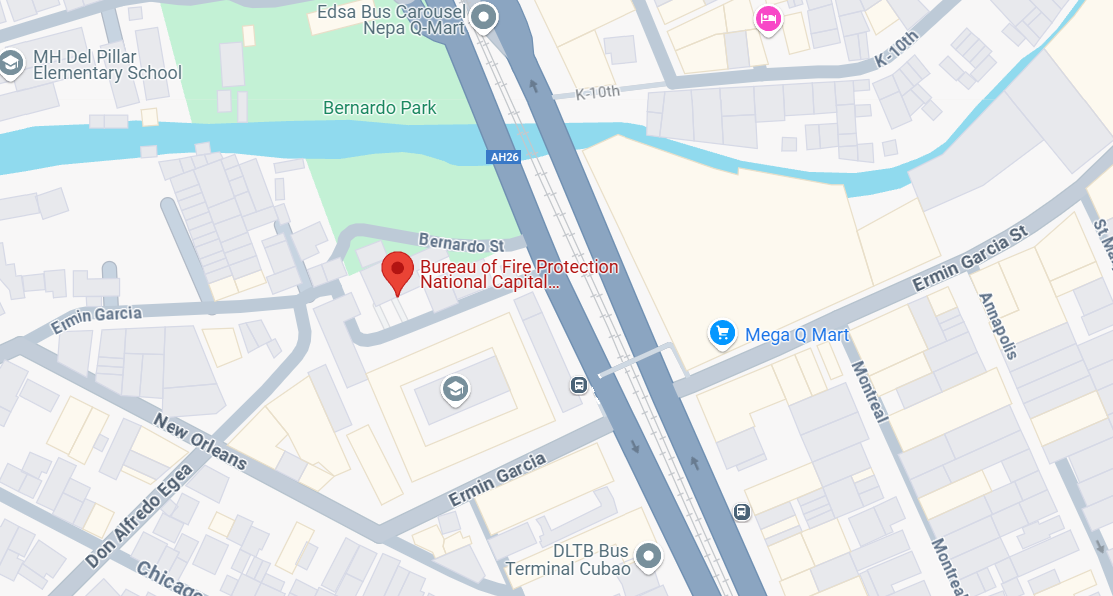 Edsa Bus Carousel
Nepa Q-Mart
MH Del Pillar
Elementary School
K-10th
K-10th
Bernardo Park
AH26
Bernardo St
Bureau of Fire Protection
National Capital...
Ermin Garcia St
St Mar
Ermin Garcia
Annapolis
Mega Q Mart
Montreal
New Orleans
Ermin Garcia
Don Alfredo Egea
DLTB Bus
Terminal Cubao
Montreal
Chicago